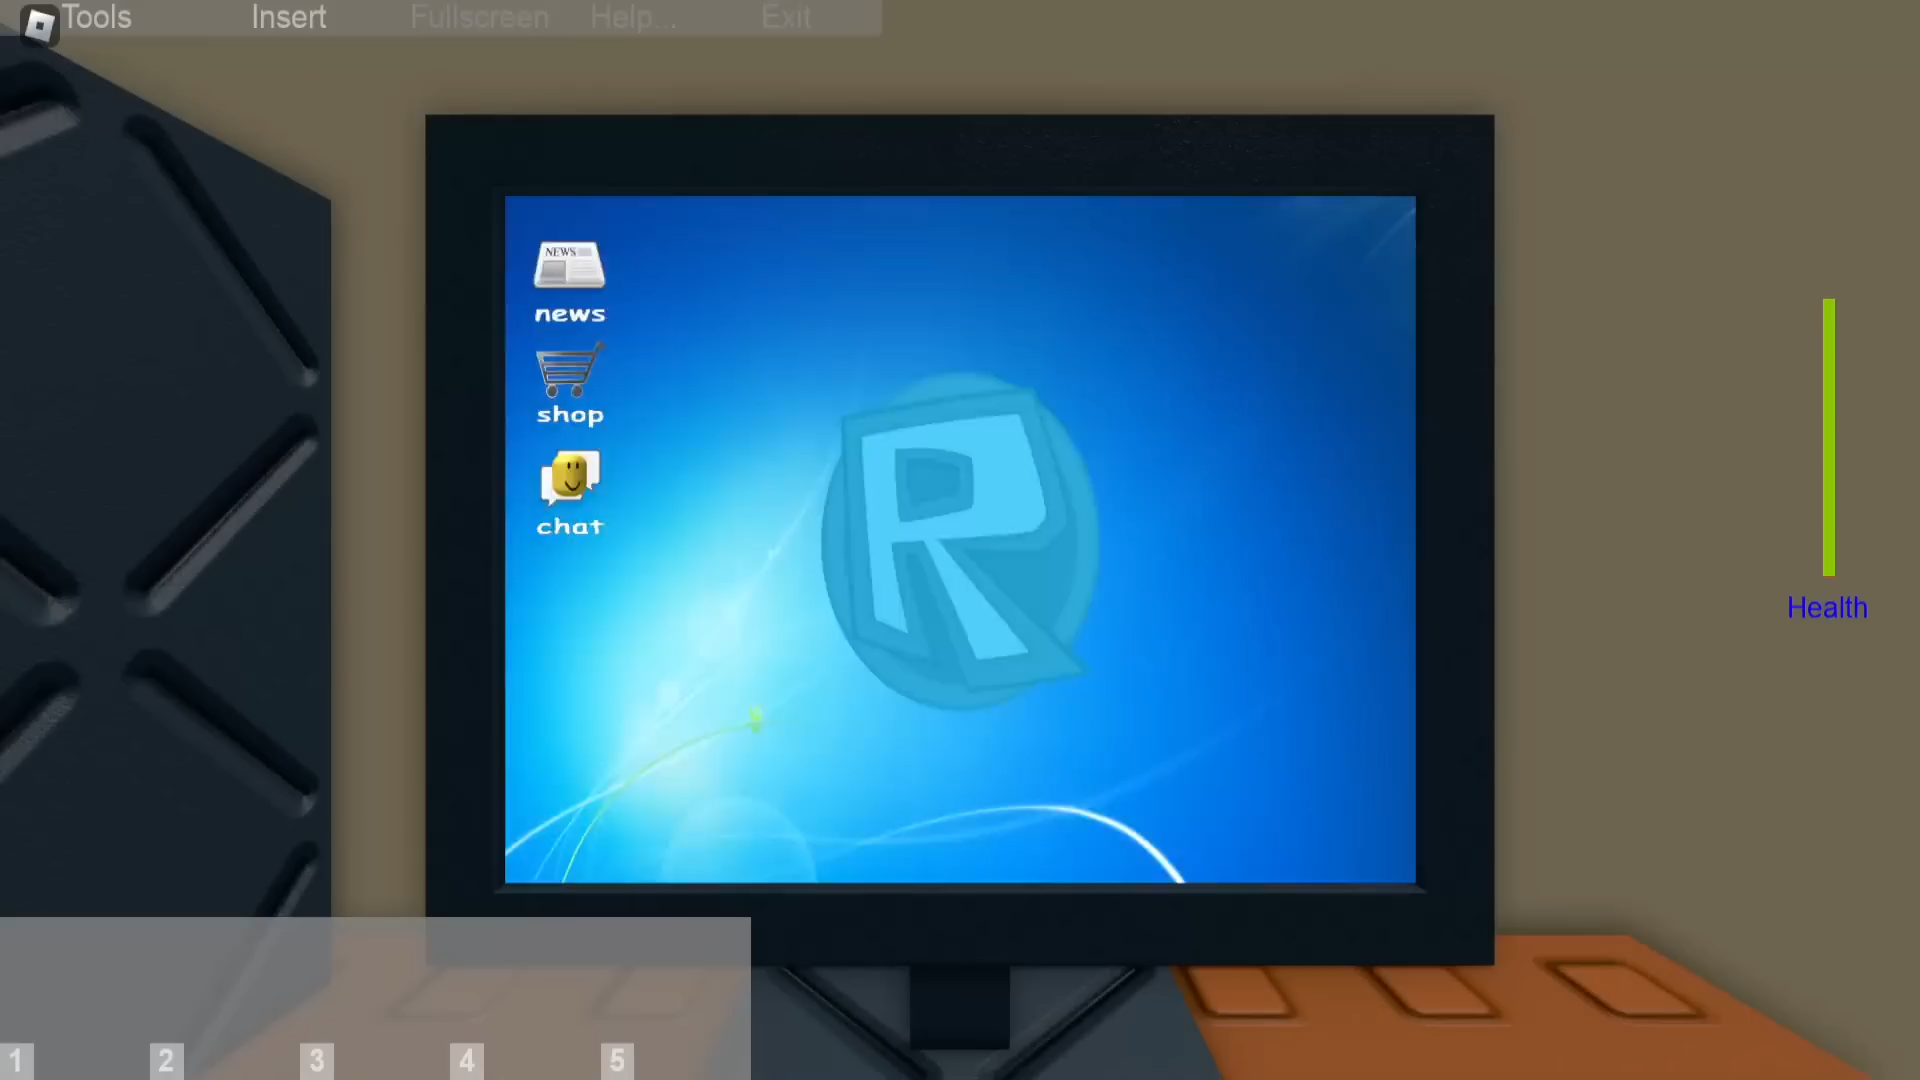 Tools Insert Fullscreen Help... Exit
NEWS
news
shop
chat
R
Health
1 2 3 4 5